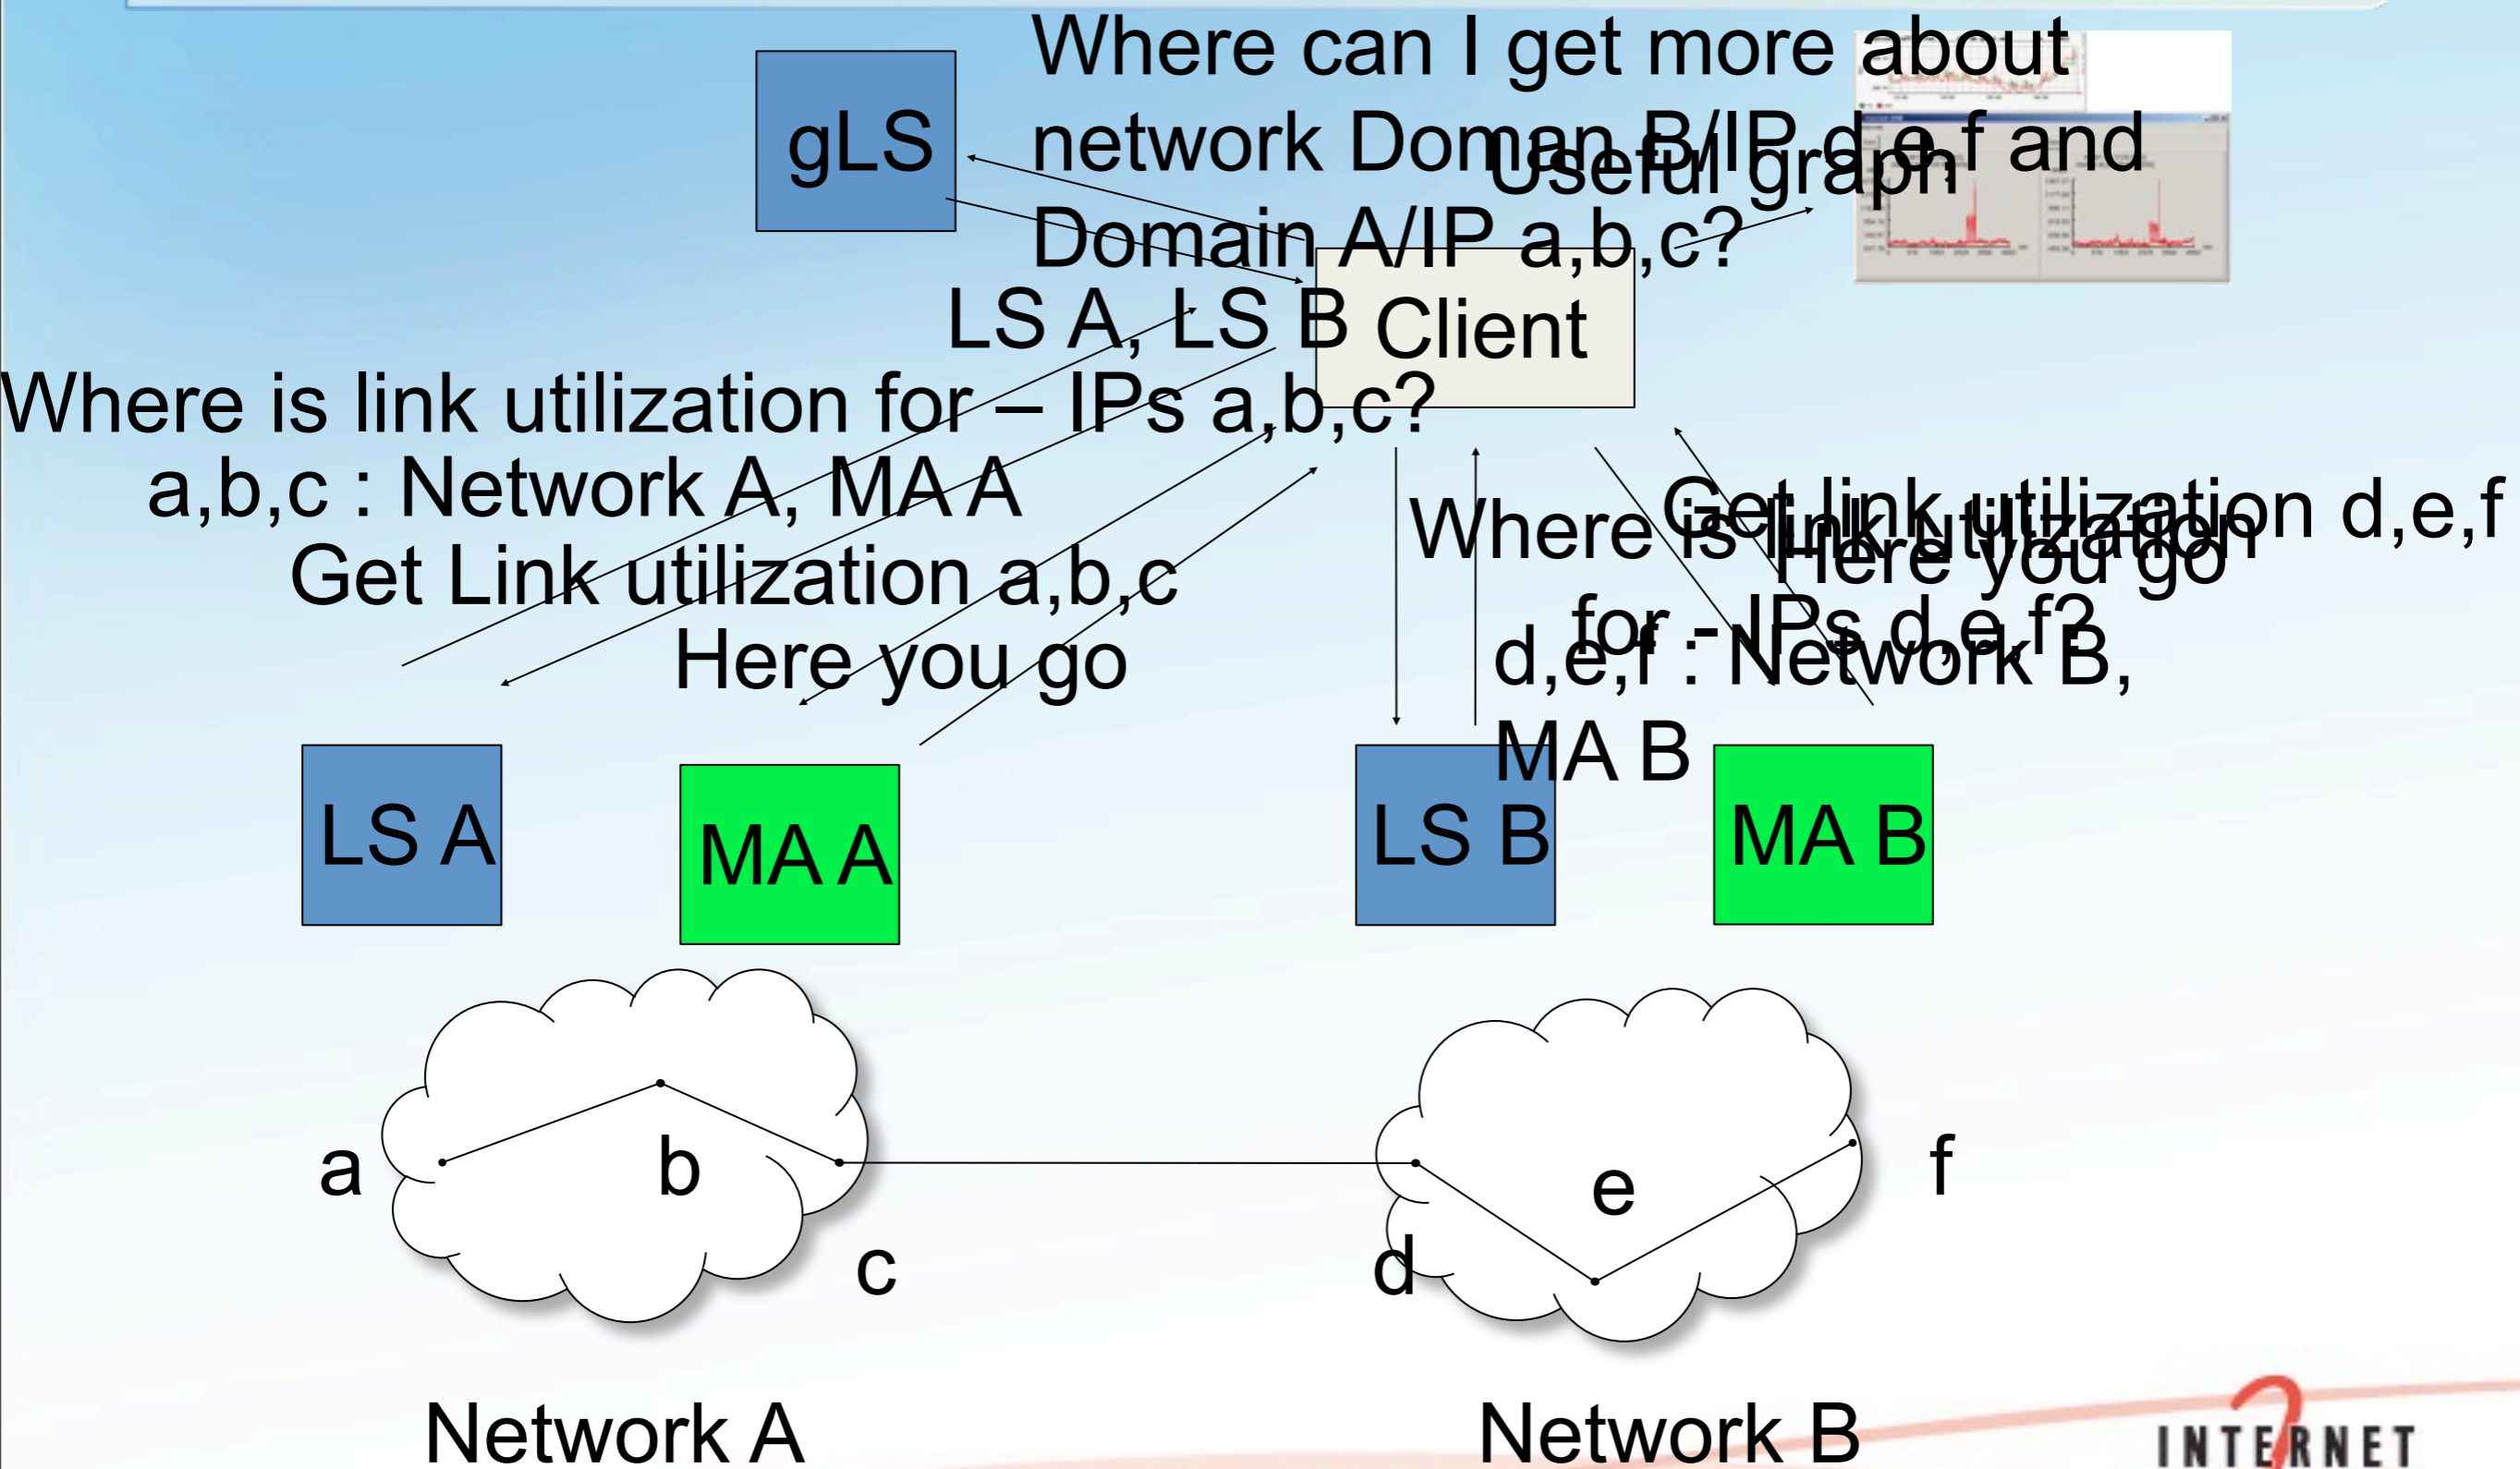 Where can I get more about
network Doman B/IP d,e,f and
Domain A/IP a,b,c?
gLS
Useful graph
LS A, LS B
Client
Where is link utilization for – IPs a,b,c?
a,b,c : Network A, MA A
Get Link utilization a,b,c
Here you go
Get link utilization d,e,f
Where is link utilization
for - IPs d,e,f?
Here you go
d,e,f : Network B,
MA B
LS A
MA A
LS B
MA B
a
b
c
d
e
f
Network A
Network B
INTERNET
2